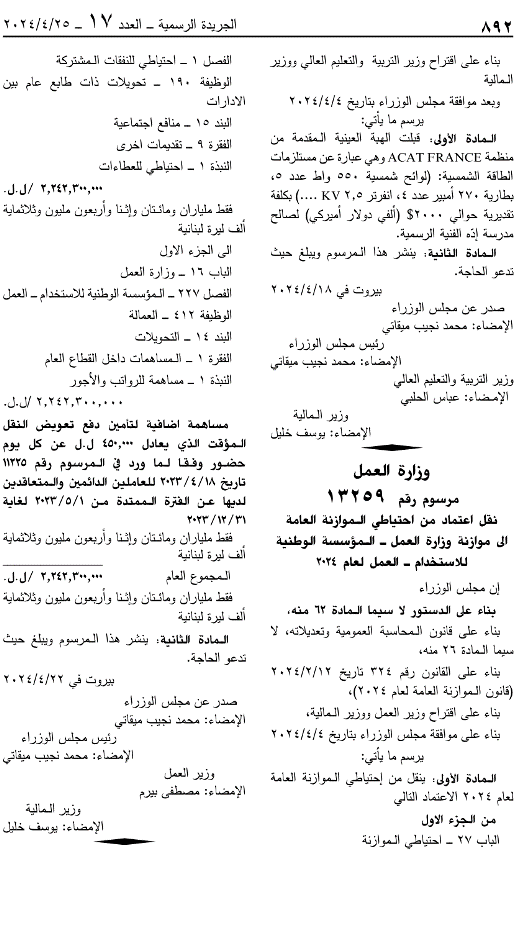 ٨٩٢
الجريدة الرسمية ـ العدد ١٧ ـ ٢٠٢٤/٤/٢٥
بناء على اقتراح وزير التربية والتعليم العالي ووزير
المالية
وبعد موافقة مجلس الوزراء بتاريخ ٢٠٢٤/٤/٤
يرسم ما يأتي:
المادة الأولى: قبلت الهبة العينية المقدمة من
منظمة ACAT FRANCE وهي عبارة عن مستلزمات
الطاقة الشمسية: (لوائح شمسية ٥٥٠ واط عدد ٥،
بطارية ٢٧٠ أمبير عدد ٤، انفرتر ٢,٥ KV ....) بكلفة
تقديرية حوالي ٢٠٠٠$ (ألفي دولار أميركي) لصالح
مدرسة إدّه الفنية الرسمية.
المادة الثانية: ينشر هذا المرسوم ويبلغ حيث
تدعو الحاجة.
بيروت في ٢٠٢٤/٤/١٨
صدر عن مجلس الوزراء
الإمضاء: محمد نجيب ميقاتي
رئيس مجلس الوزراء
الإمضاء: محمد نجيب ميقاتي
وزير التربية والتعليم العالي
الإمضاء: عباس الحلبي
وزير المالية
الإمضاء: يوسف خليل
وزارة العمل
مرسوم رقم ١٣٢٥٩
نقل اعتماد من احتياطي الموازنة العامة
الى موازنة وزارة العمل ـ المؤسسة الوطنية
للاستخدام ـ العمل لعام ٢٠٢٤
إن مجلس الوزراء
بناء على الدستور لا سيما المادة ٦٢ منه،
بناء على قانون المحاسبة العمومية وتعديلاته، لا
سيما المادة ٢٦ منه،
بناء على القانون رقم ٣٢٤ تاريخ ٢٠٢٤/٢/١٢
(قانون الموازنة العامة لعام ٢٠٢٤)،
بناء على اقتراح وزير العمل ووزير المالية،
بناء على موافقة مجلس الوزراء بتاريخ ٢٠٢٤/٤/٤
يرسم ما يأتي:
المادة الأولى: ينقل من إحتياطي الموازنة العامة
لعام ٢٠٢٤ الاعتماد التالي
من الجزء الاول
الباب ٢٧ ـ احتياطي الموازنة
الفصل ١ ـ احتياطي للنفقات المشتركة
الوظيفة ١٩٠ ـ تحويلات ذات طابع عام بين
الادارات
البند ١٥ ـ منافع اجتماعية
الفقرة ٩ ـ تقديمات اخرى
النبذة ١ ـ احتياطي للعطاءات
٢,٢٤٢,٣٠٠,٠٠٠ /ل.ل.
فقط ملياران ومائتان وإثنا وأربعون مليون وثلاثماية
ألف ليرة لبنانية
الى الجزء الاول
الباب ١٦ ـ وزارة العمل
الفصل ٢٢٧ ـ المؤسسة الوطنية للاستخدام ـ العمل
الوظيفة ٤١٢ ـ العمالة
البند ١٤ ـ التحويلات
الفقرة ١ ـ المساهمات داخل القطاع العام
النبذة ١ ـ مساهمة للرواتب والأجور
٢,٢٤٢,٣٠٠,٠٠٠ /ل.ل.
مساهمة اضافية لتأمين دفع تعويض النقل
المؤقت الذي يعادل ٤٥٠,٠٠٠ ل.ل عن كل يوم
حضور وفقا لما ورد في المرسوم رقم ١١٢٢٥
تاريخ ٢٠٢٣/٤/١٨ للعاملين الدائمين والمتعاقدين
لديها عن الفترة الممتدة من ٢٠٢٣/٥/١ لغاية
٢٠٢٣/١٢/٣١
فقط ملياران ومائتان وإثنا وأربعون مليون وثلاثماية
ألف ليرة لبنانية
المجموع العام ٢,٢٤٢,٣٠٠,٠٠٠ /ل.ل.
فقط ملياران ومائتان وإثنا وأربعون مليون وثلاثماية
ألف ليرة لبنانية
المادة الثانية: ينشر هذا المرسوم ويبلغ حيث
تدعو الحاجة.
بيروت في ٢٠٢٤/٤/٢٢
صدر عن مجلس الوزراء
الإمضاء: محمد نجيب ميقاتي
رئيس مجلس الوزراء
الإمضاء: محمد نجيب ميقاتي
وزير العمل
الإمضاء: مصطفى بيرم
وزير المالية
الإمضاء: يوسف خليل